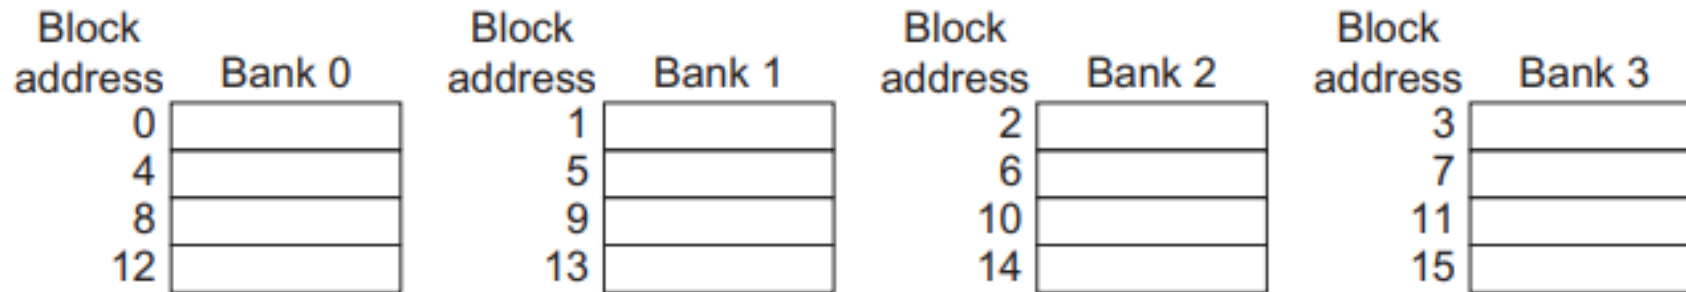 Block Block Block Block
address Bank 0 address Bank 1 address Bank 2 address Bank 3
0 1 2 3
4 5 6 7
8 9 10 11
12 13 14 15